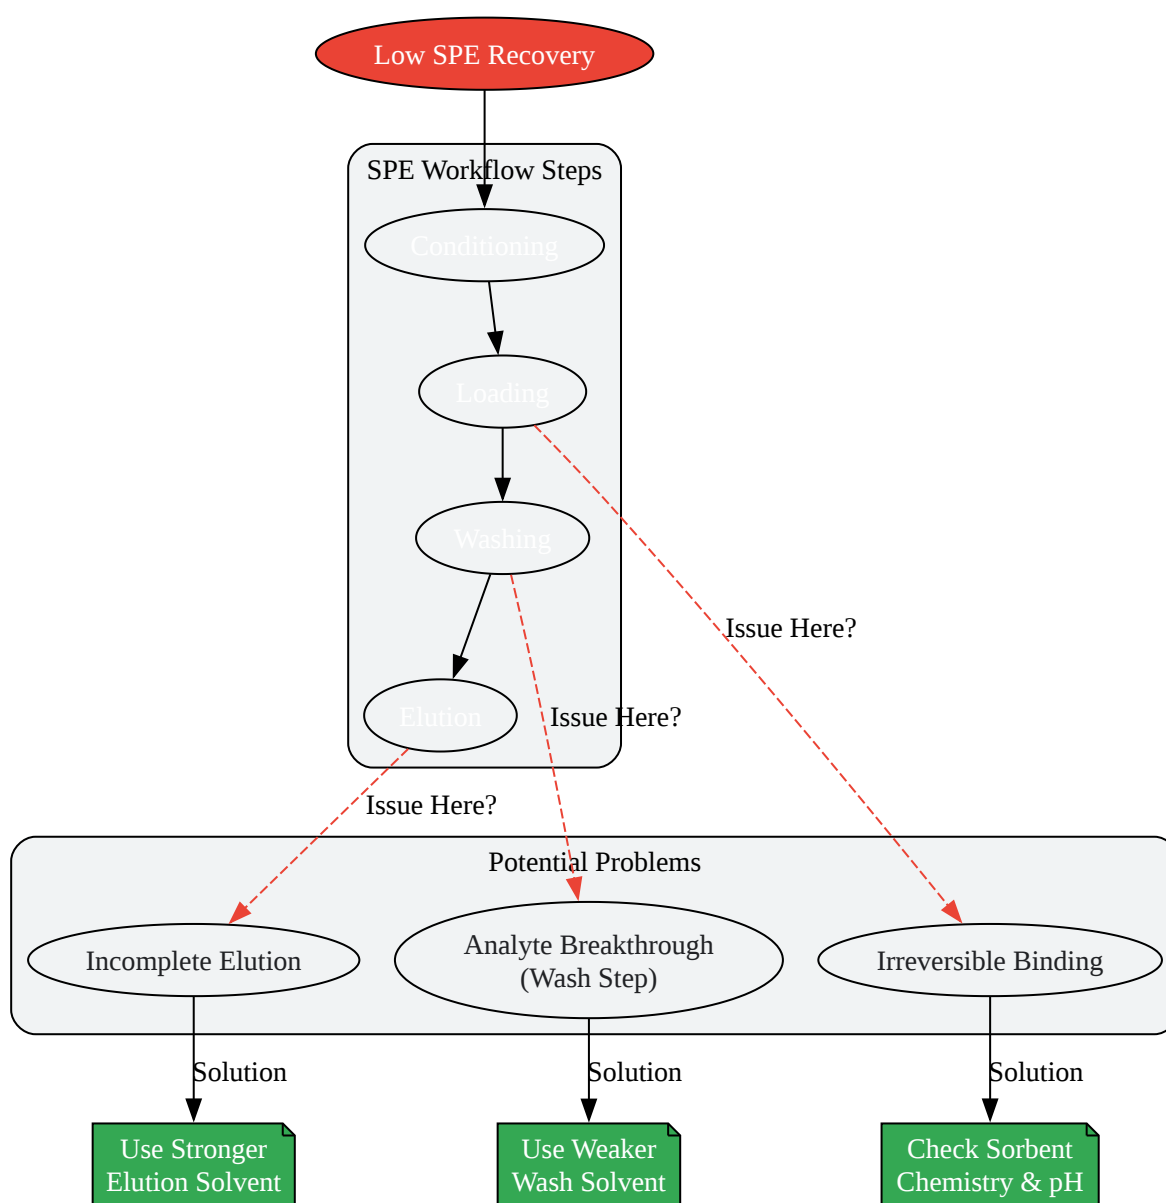 Low SPE Recovery
SPE Workflow Steps
Conditioning
Loading
Washing
Elution
Issue Here?
Issue Here?
Issue Here?
Potential Problems
Incomplete Elution
Analyte Breakthrough
(Wash Step)
Irreversible Binding
Solution
Solution
Solution
Use Stronger
Elution Solvent
Use Weaker
Wash Solvent
Check Sorbent
Chemistry & pH